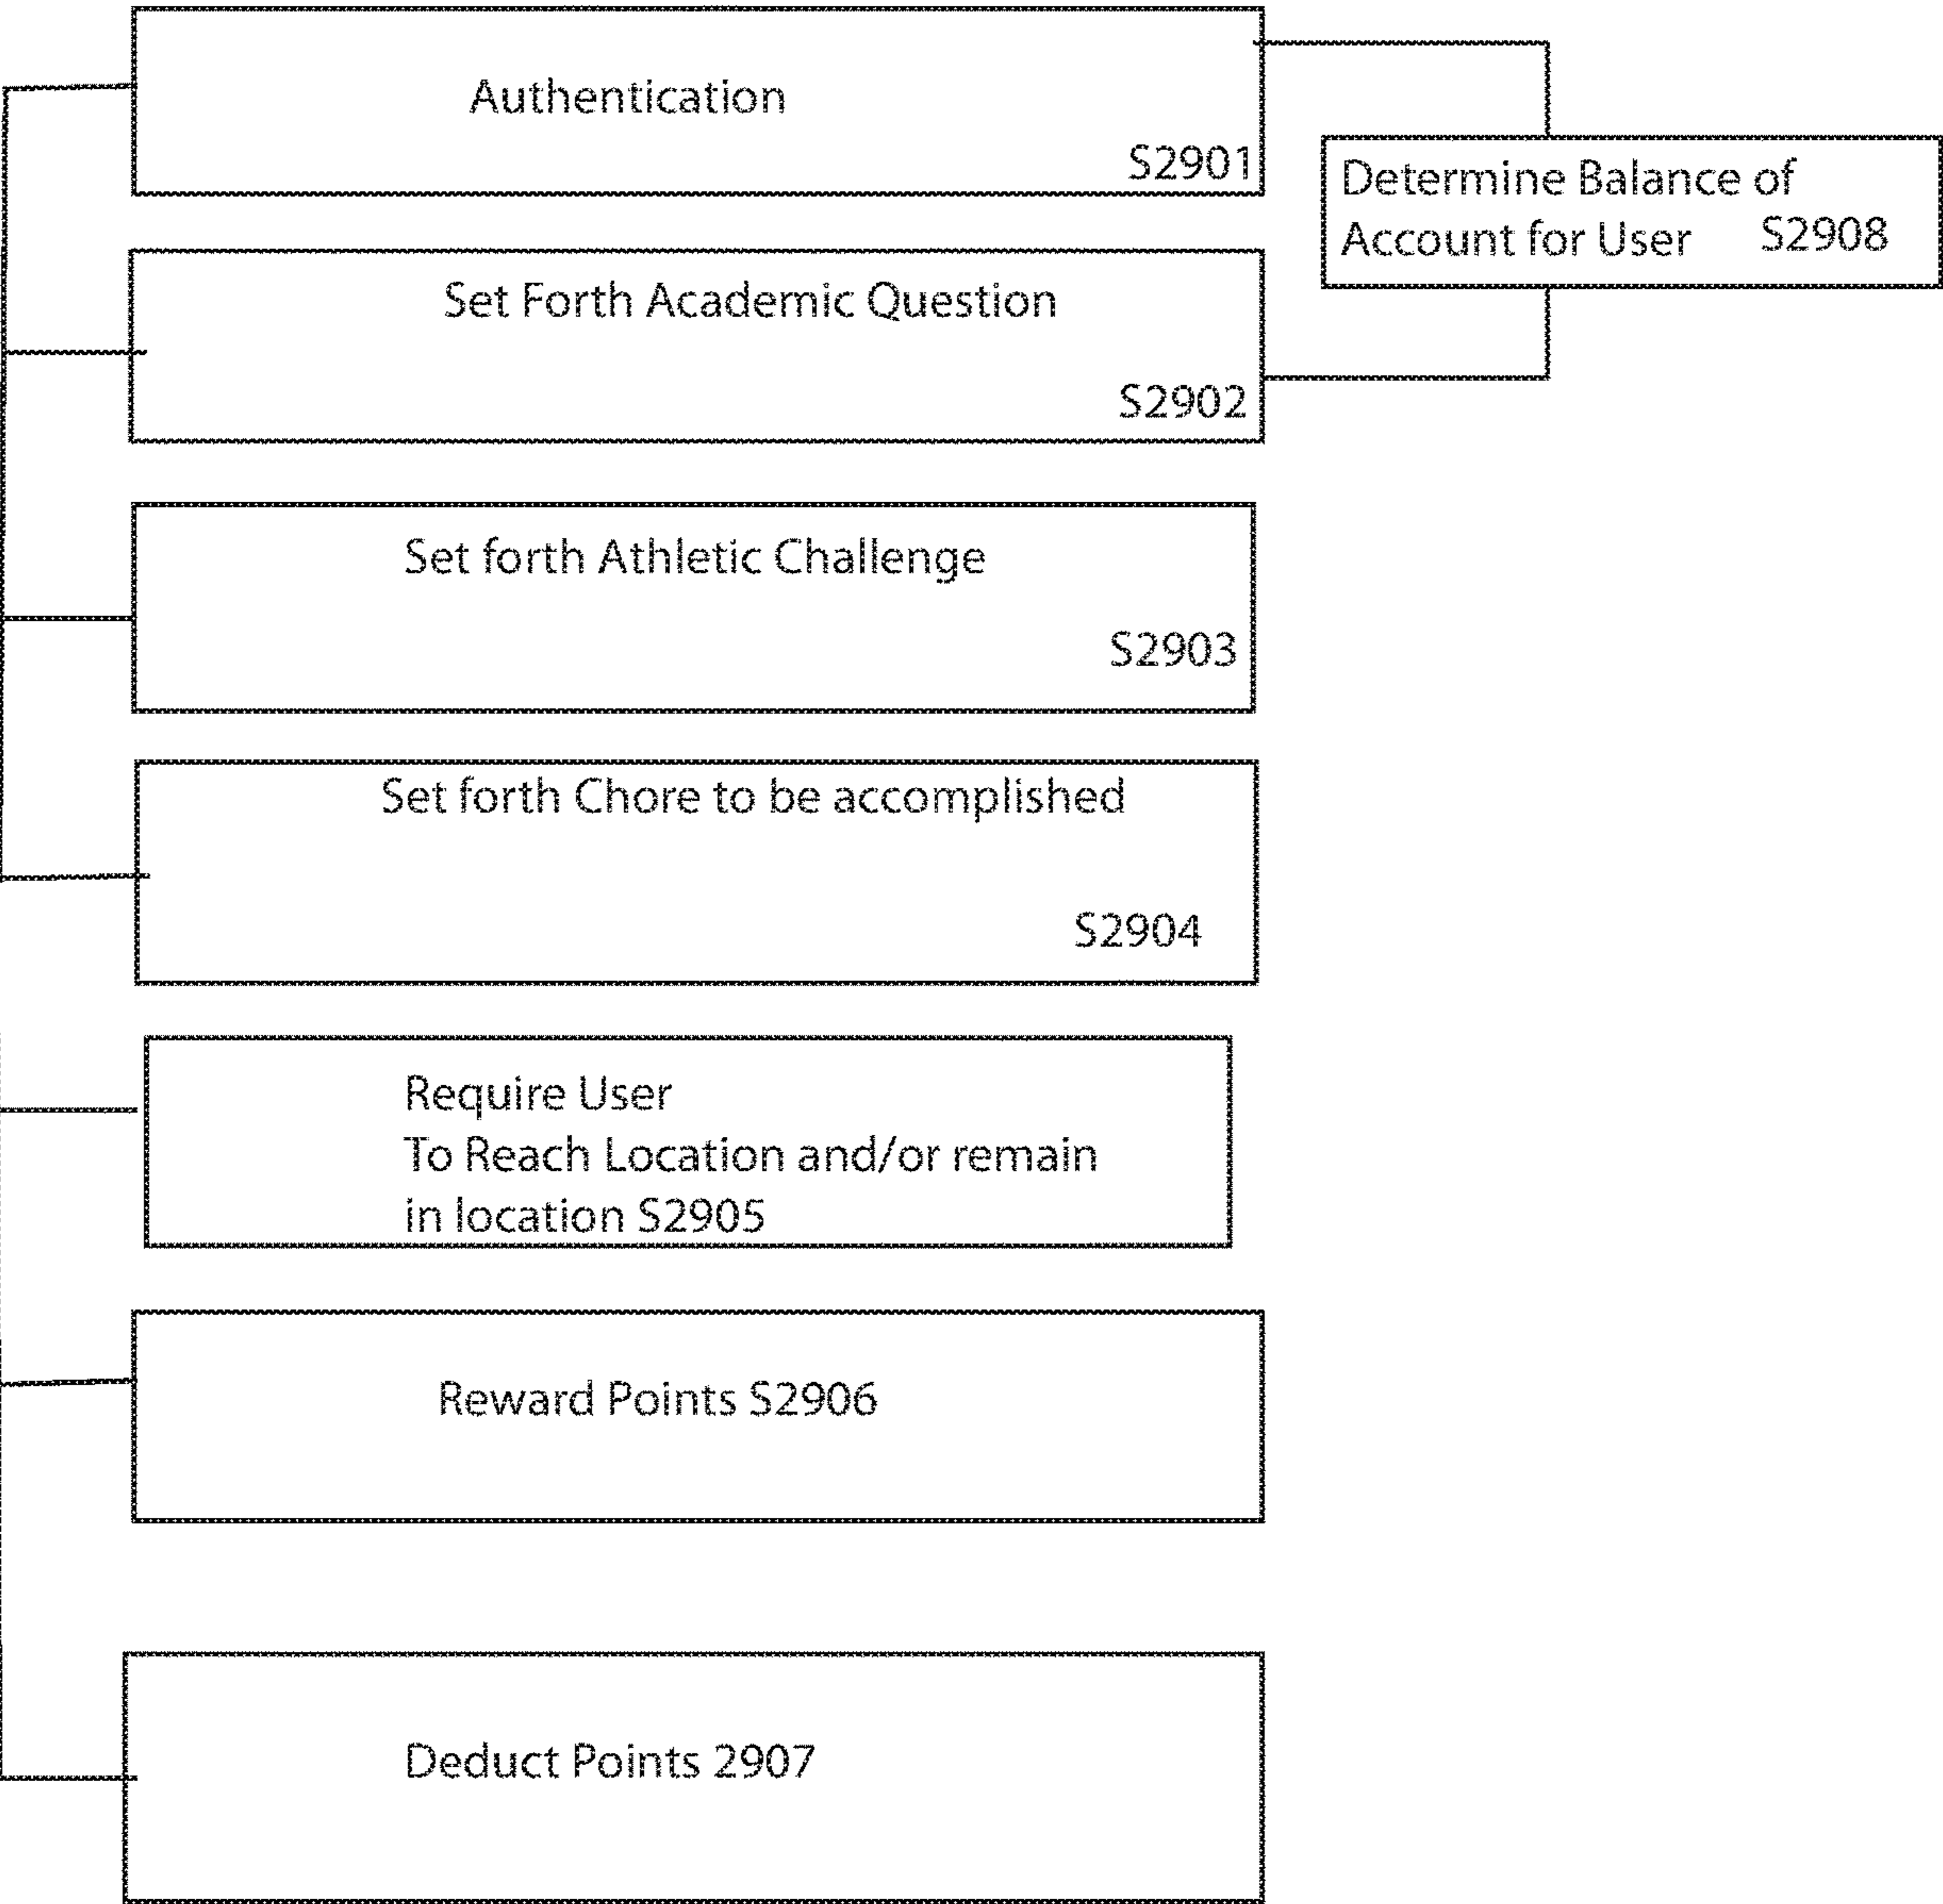 Authentication
S2901
Determine Balance of
Account for User S2908
Set Forth Academic Question
S2902
Set forth Athletic Challenge
S2903
Set forth Chore to be accomplished
S2904
Require User
To Reach Location and/or remain
in location S2905
Reward Points S2906
Deduct Points 2907